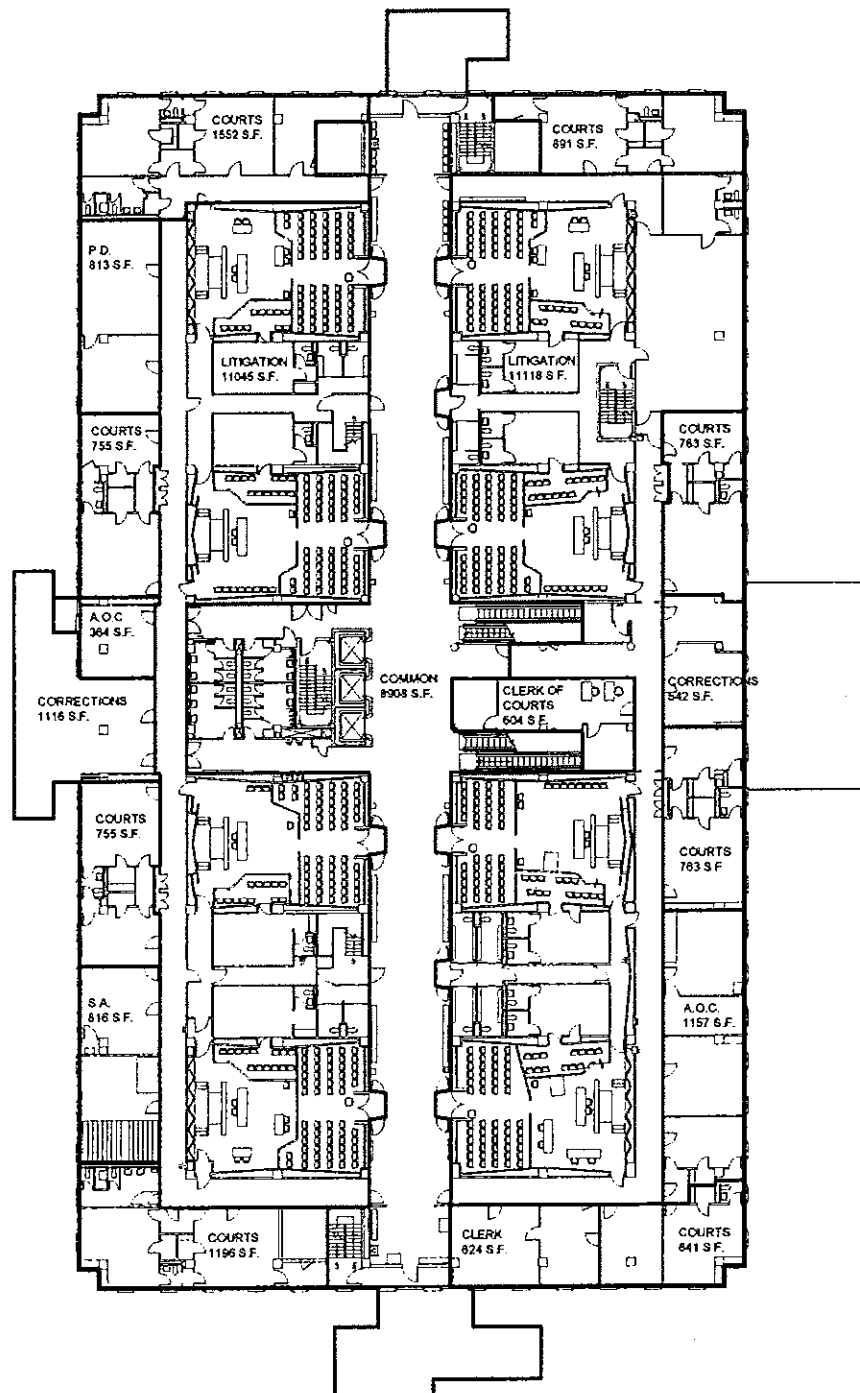 COURTS
1552 S.F.
COURTS
891 S.F.
P.D.
813 S.F.
LITIGATION
11045 S.F.
LITIGATION
11118 S.F.
COURTS
755 S.F.
COURTS
763 S.F.
A.O.C
364 S.F.
CORRECTIONS
1116 S.F.
COMMON
8908 S.F.
CLERK OF
COURTS
604 S.F.
CORRECTIONS
542 S.F.
COURTS
755 S.F.
COURTS
763 S.F
S.A.
816 S.F.
A.O.C.
1157 S.F.
COURTS
1196 S.F.
CLERK
624 S.F.
COURTS
641 S.F.